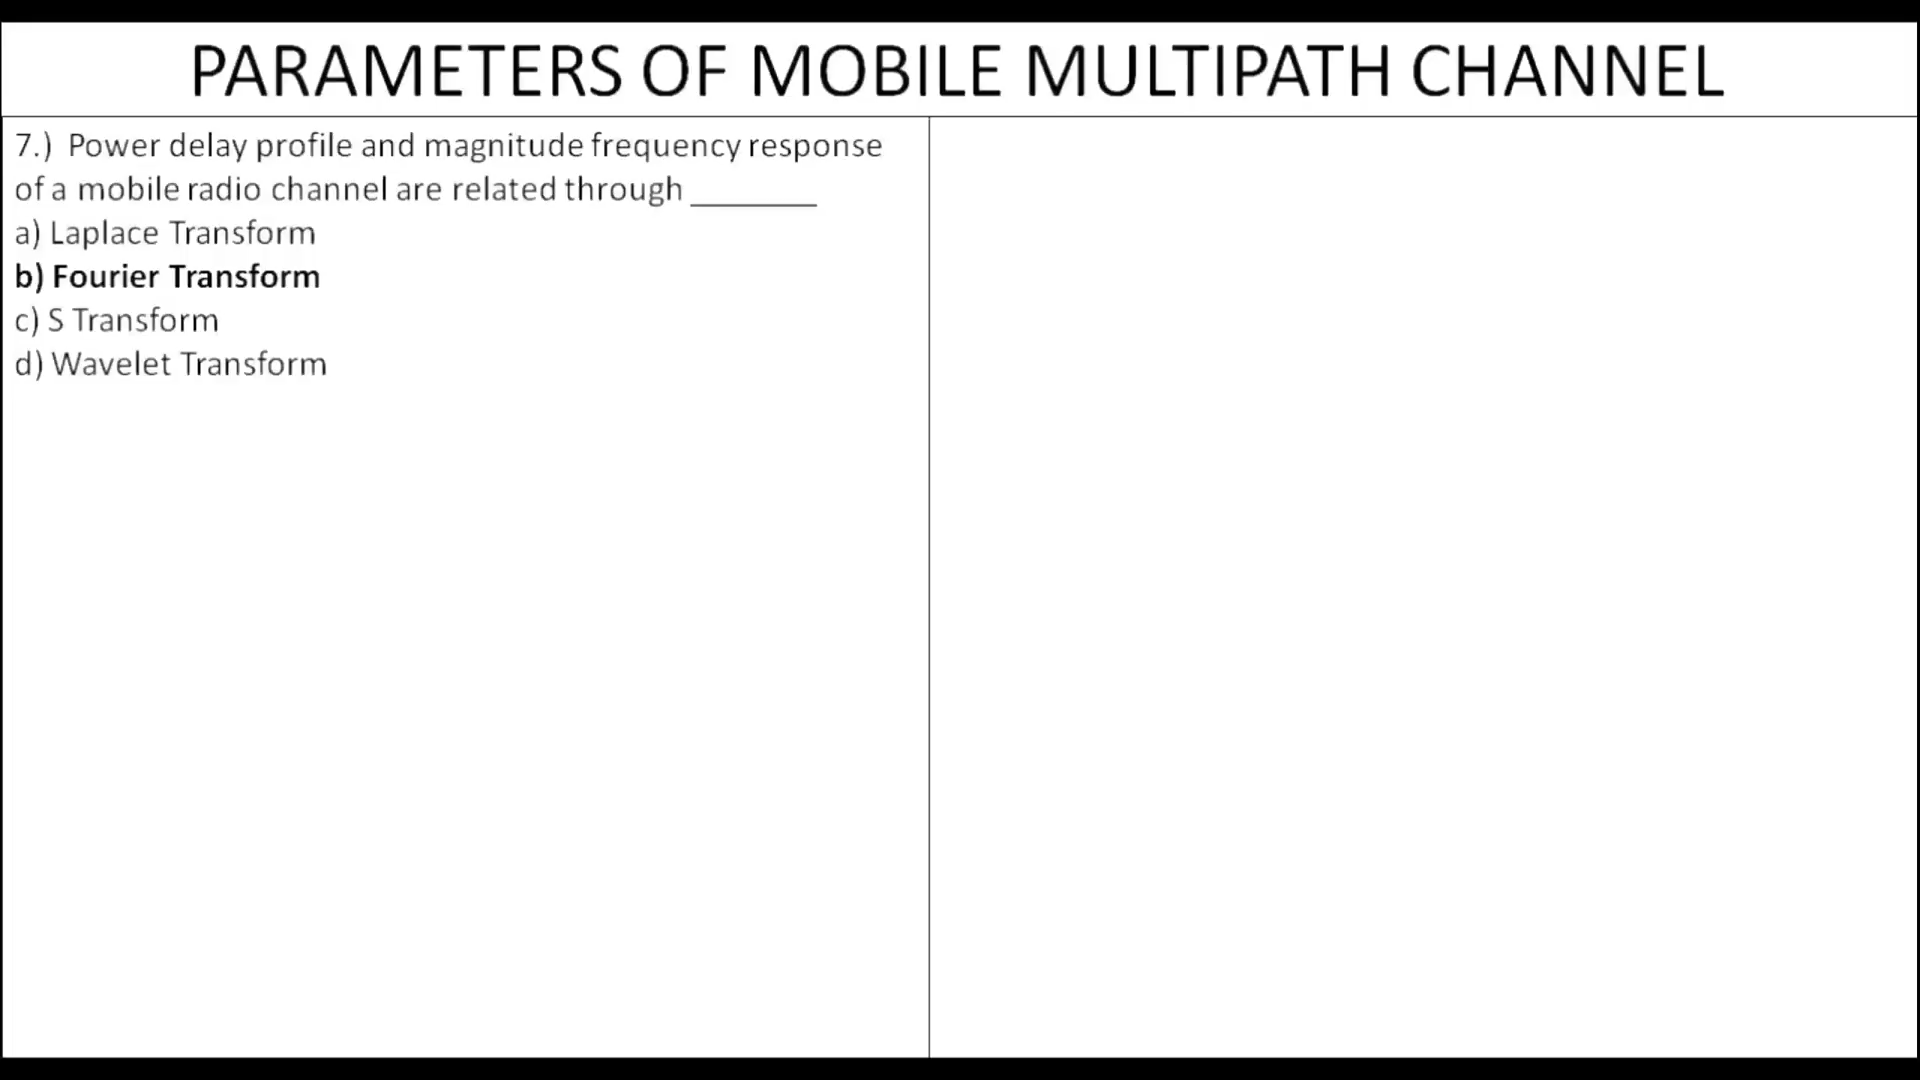 PARAMETERS OF MOBILE MULTIPATH CHANNEL
7.) Power delay profile and magnitude frequency response
of a mobile radio channel are related through ________
a) Laplace Transform
b) Fourier Transform
c) S Transform
d) Wavelet Transform